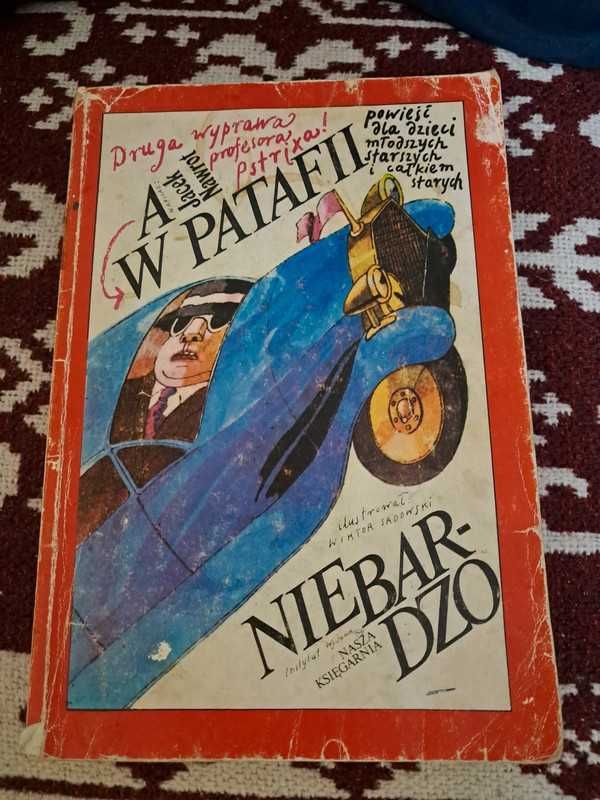 Druga wyprawa
profesora
Pstrixa!
powieść
dla dzieci
młodszych
starszych
i całkiem
starych
Jacek
Nawrot
A
W PATAFII
ilustrował
WIKTOR SADOWSKI
NIEBAR-
DZO
Instytut
NASZA
KSIĘGARNIA